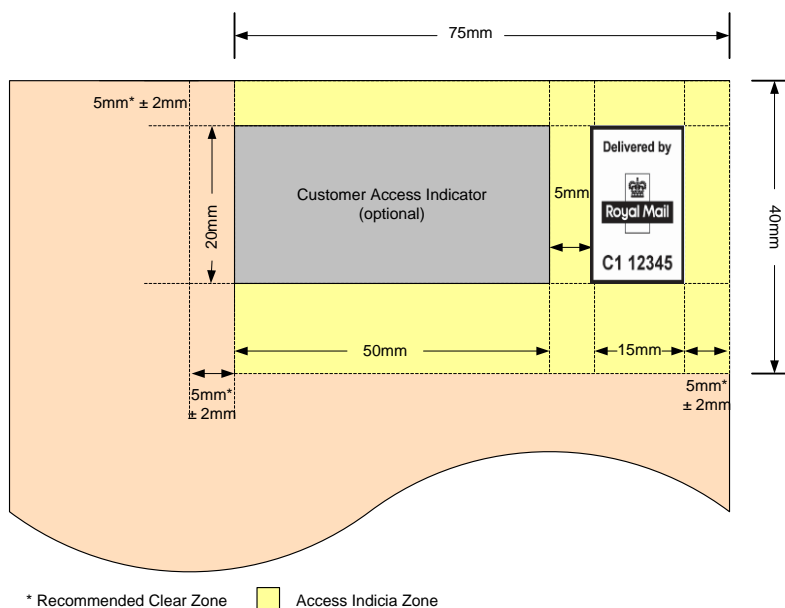 75mm
5mm* ± 2mm
Delivered by
Royal Mail
C1 12345
Customer Access Indicator
(optional)
5mm
20mm
40mm
50mm
15mm
5mm*
± 2mm
5mm*
± 2mm
* Recommended Clear Zone
Access Indicia Zone